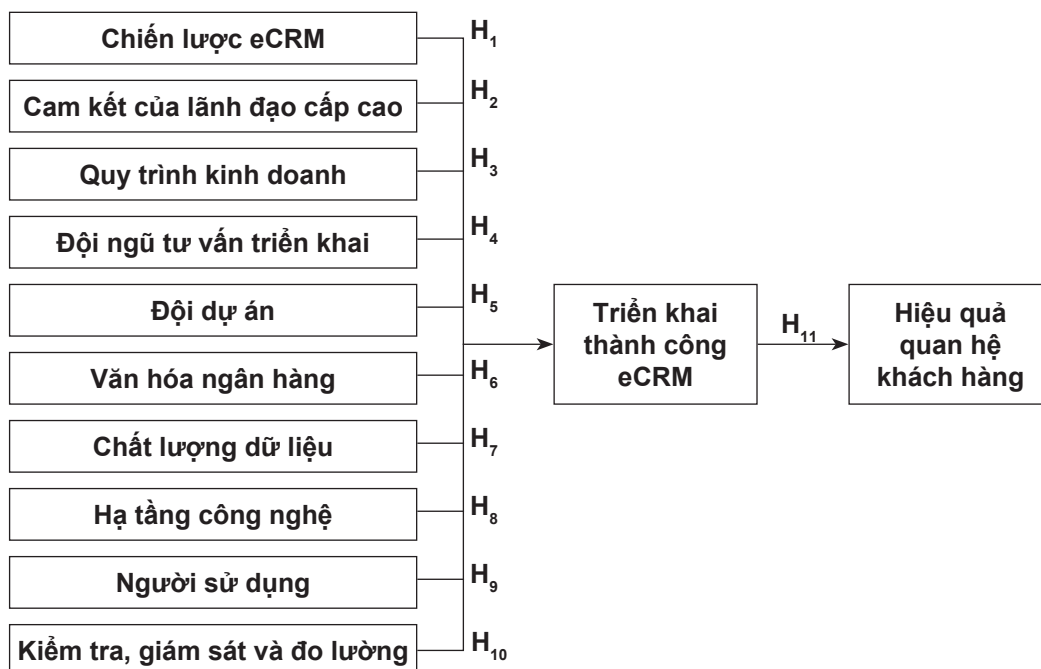 Chiến lược eCRM
H₁
Cam kết của lãnh đạo cấp cao
H₂
Quy trình kinh doanh
H₃
Đội ngũ tư vấn triển khai
H₄
Đội dự án
H₅
Văn hóa ngân hàng
H₆
Chất lượng dữ liệu
H₇
Hạ tầng công nghệ
H₈
Người sử dụng
H₉
Kiểm tra, giám sát và đo lường
H₁₀
Triển khai
thành công
eCRM
H₁₁
Hiệu quả
quan hệ
khách hàng